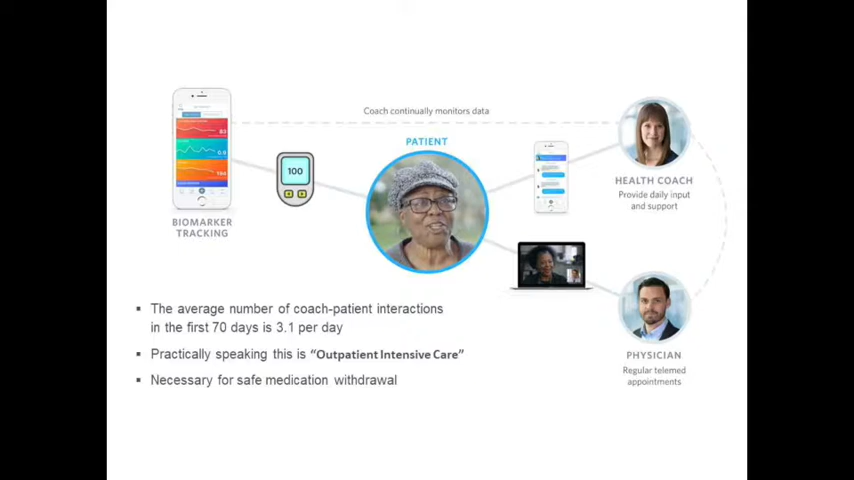 Coach continually monitors data
PATIENT
100
BIOMARKER
TRACKING
HEALTH COACH
Provide daily input
and support
PHYSICIAN
Regular telemed
appointments
▪ The average number of coach-patient interactions
in the first 70 days is 3.1 per day
▪ Practically speaking this is “Outpatient Intensive Care”
▪ Necessary for safe medication withdrawal